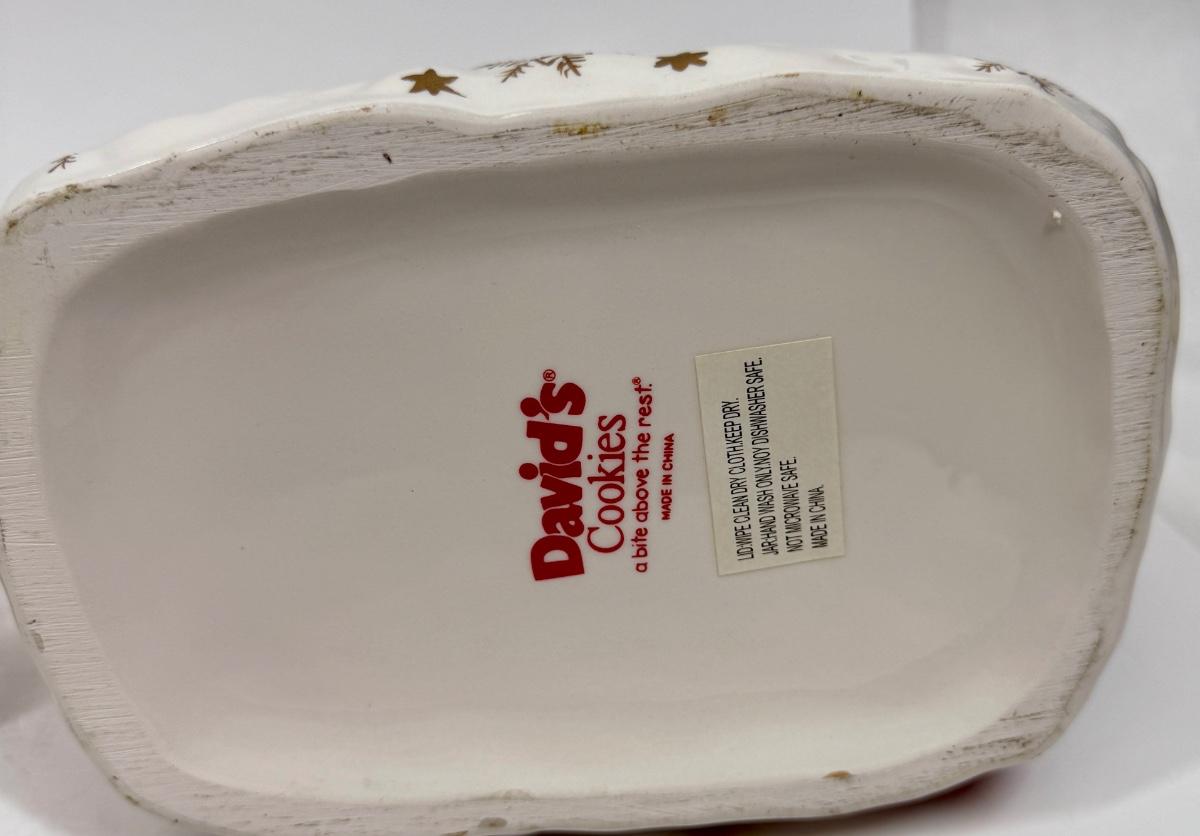 David's®
Cookies
a bite above the rest.®
MADE IN CHINA
LID:WIPE CLEAN DRY CLOTH.KEEP DRY.
JAR:HAND WASH ONLY.NOY DISHWASHER SAFE.
NOT MICROWAVE SAFE.
MADE IN CHINA.